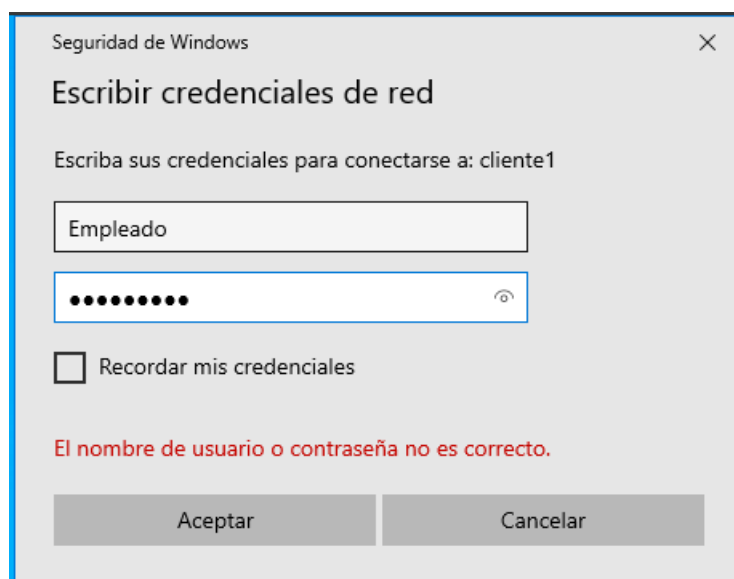 Seguridad de Windows
Escribir credenciales de red
Escriba sus credenciales para conectarse a: cliente1
Empleado
•••••••••
Recordar mis credenciales
El nombre de usuario o contraseña no es correcto.
Aceptar Cancelar